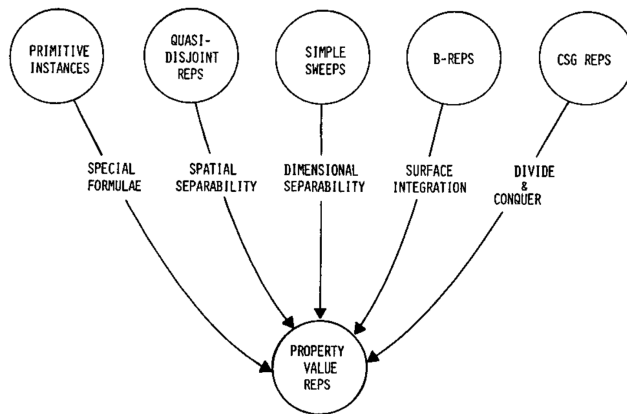 PRIMITIVE
INSTANCES
QUASI-
DISJOINT
REPS
SIMPLE
SWEEPS
B-REPS
CSG REPS
SPECIAL
FORMULAE
SPATIAL
SEPARABILITY
DIMENSIONAL
SEPARABILITY
SURFACE
INTEGRATION
DIVIDE
&
CONQUER
PROPERTY
VALUE
REPS